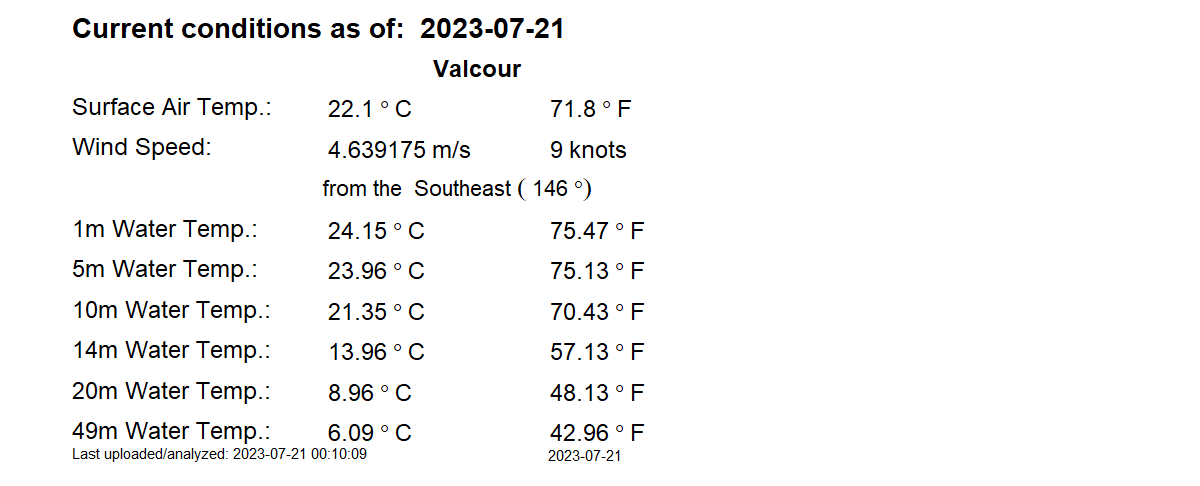 Current conditions as of: 2023-07-21
Valcour
Surface Air Temp.: 22.1 ° C 71.8 ° F
Wind Speed: 4.639175 m/s 9 knots
from the Southeast ( 146 °)
1m Water Temp.: 24.15 ° C 75.47 ° F
5m Water Temp.: 23.96 ° C 75.13 ° F
10m Water Temp.: 21.35 ° C 70.43 ° F
14m Water Temp.: 13.96 ° C 57.13 ° F
20m Water Temp.: 8.96 ° C 48.13 ° F
49m Water Temp.: 6.09 ° C 42.96 ° F
Last uploaded/analyzed: 2023-07-21 00:10:09 2023-07-21